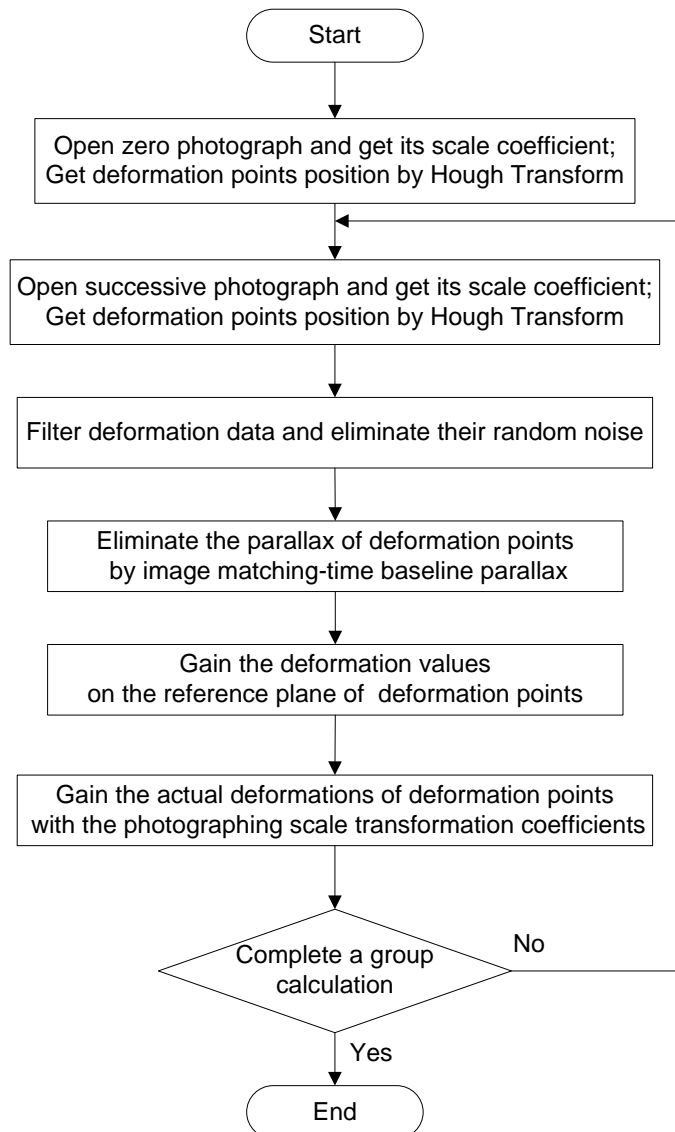 Start
Open zero photograph and get its scale coefficient;
Get deformation points position by Hough Transform
Open successive photograph and get its scale coefficient;
Get deformation points position by Hough Transform
Filter deformation data and eliminate their random noise
Eliminate the parallax of deformation points
by image matching-time baseline parallax
Gain the deformation values
on the reference plane of deformation points
Gain the actual deformations of deformation points
with the photographing scale transformation coefficients
Complete a group
calculation
No
Yes
End